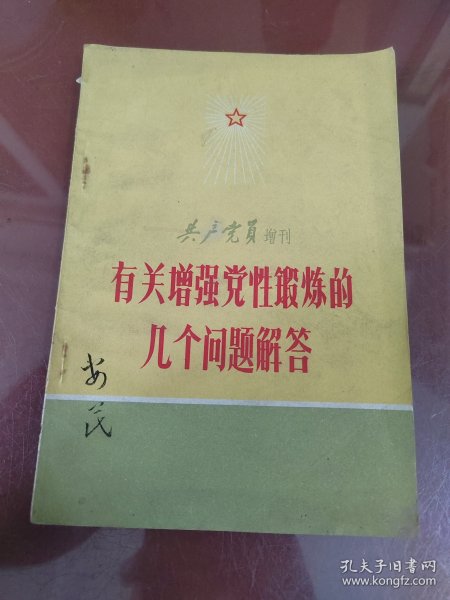 共产党员 增刊
有关增强党性锻炼的
几个问题解答
安民
孔夫子旧书网
www.kongfz.com